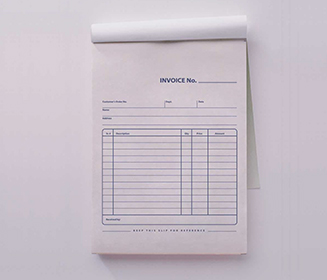 INVOICE No.
Customer's Order No. Date
Name
Address
Description Qty. Price Amount
Received by
KEEP THIS SLIP FOR REFERENCE